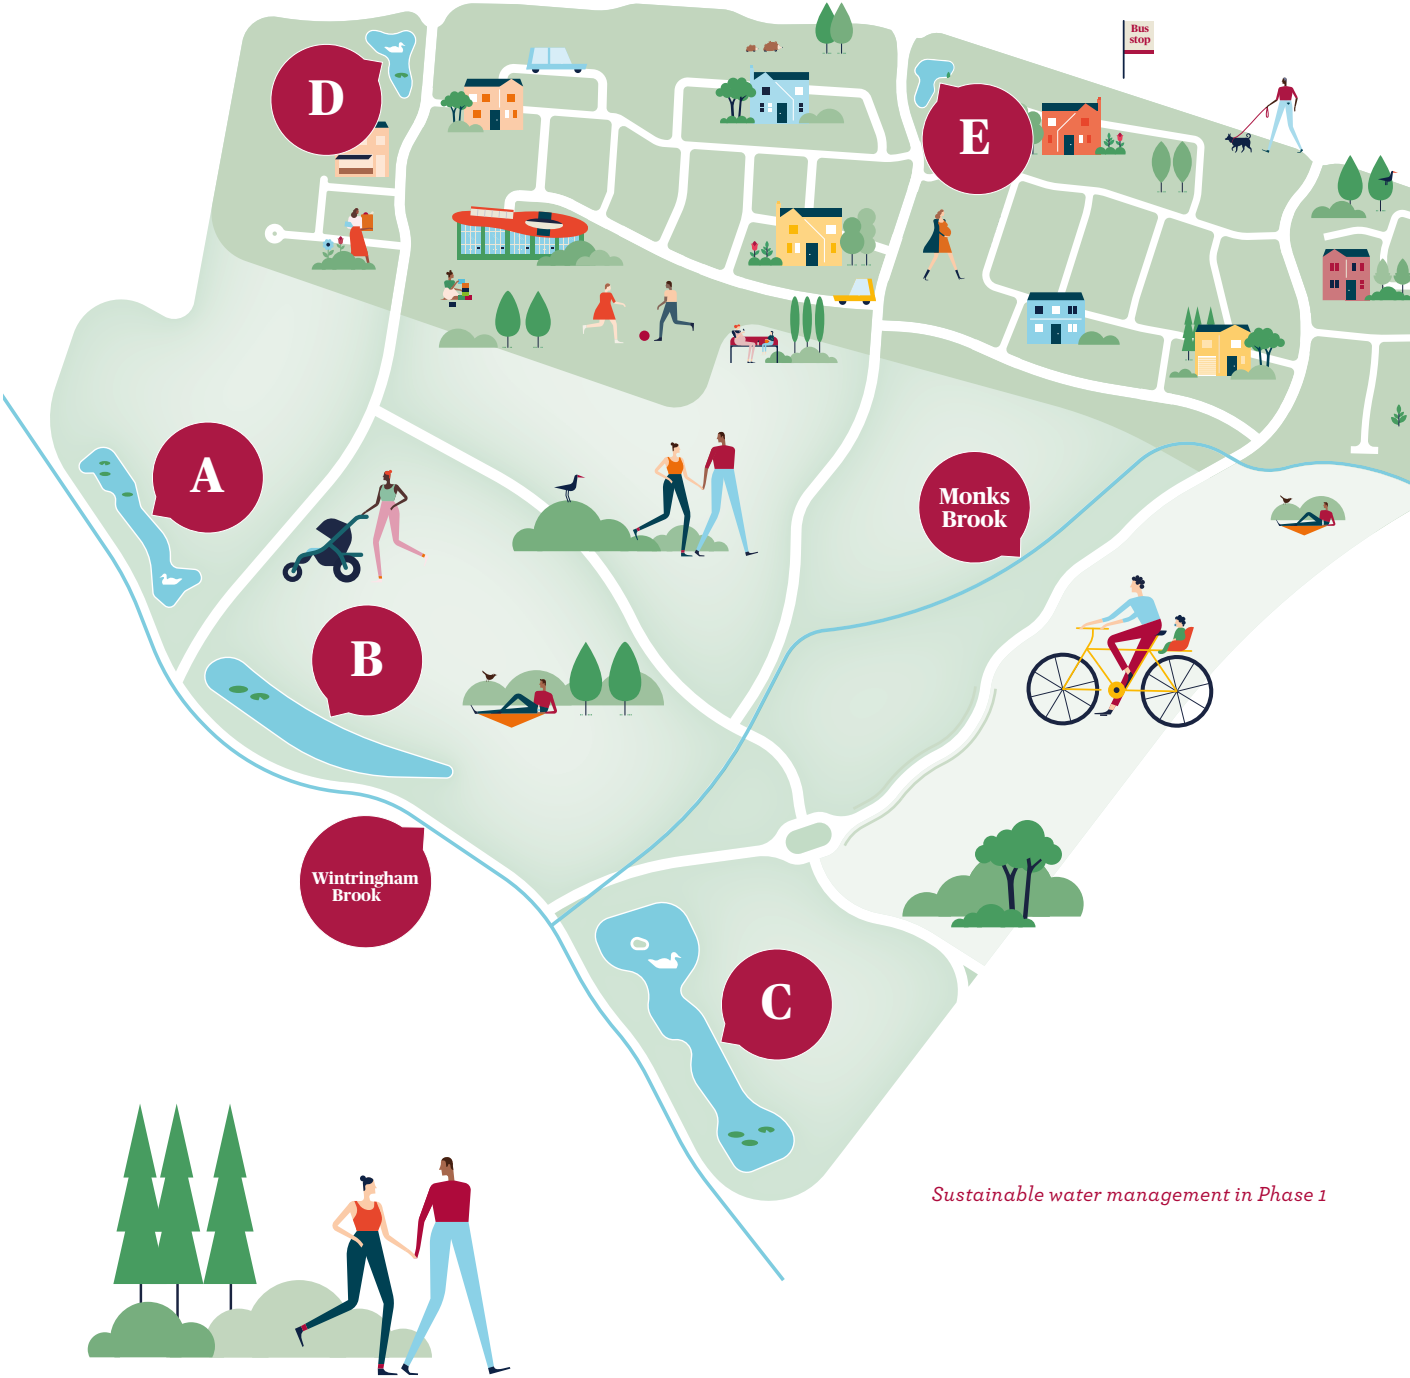 Bus
stop
D
E
A
Monks
Brook
B
Wintringham
Brook
C
Sustainable water management in Phase 1